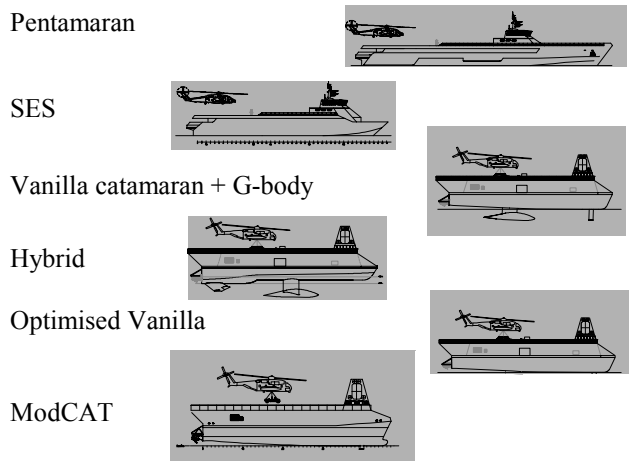 Pentamaran
SES
Vanilla catamaran + G-body
Hybrid
Optimised Vanilla
ModCAT